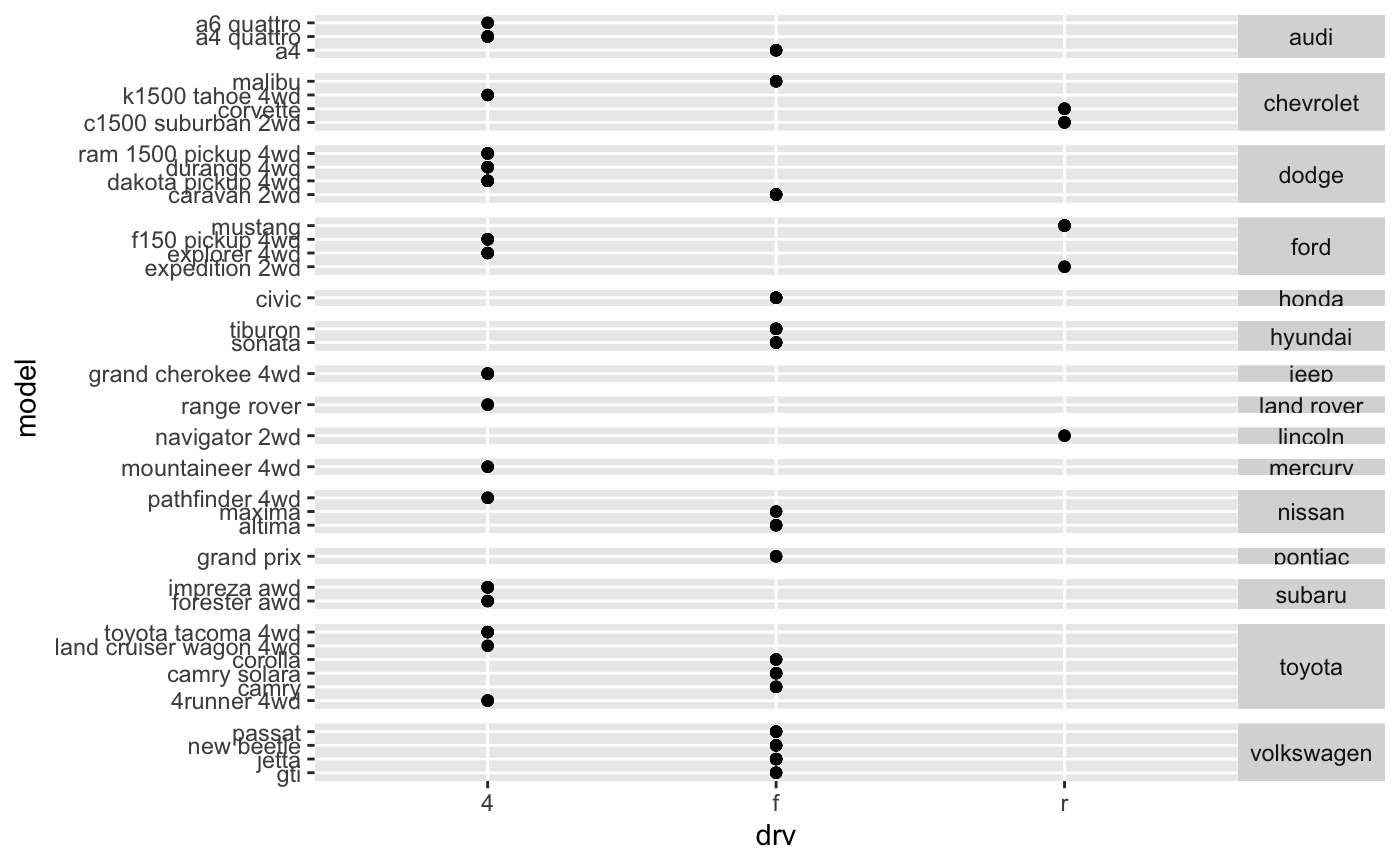 a6 quattro
a4 quattro
a4
audi
malibu
k1500 tahoe 4wd
corvette
c1500 suburban 2wd
chevrolet
ram 1500 pickup 4wd
durango 4wd
dakota pickup 4wd
caravan 2wd
dodge
mustang
f150 pickup 4wd
explorer 4wd
expedition 2wd
ford
civic
honda
tiburon
sonata
hyundai
grand cherokee 4wd
jeep
range rover
land rover
navigator 2wd
lincoln
mountaineer 4wd
mercury
pathfinder 4wd
maxima
altima
nissan
grand prix
pontiac
impreza awd
forester awd
subaru
toyota tacoma 4wd
land cruiser wagon 4wd
corolla
camry solara
camry
4runner 4wd
toyota
passat
new beetle
jetta
gti
volkswagen
model
4 f r
drv